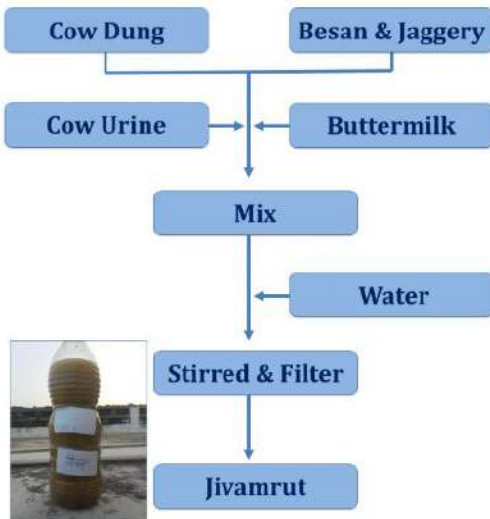 Cow Dung
Besan & Jaggery
Cow Urine
Buttermilk
Mix
Water
Stirred & Filter
Jivamrut